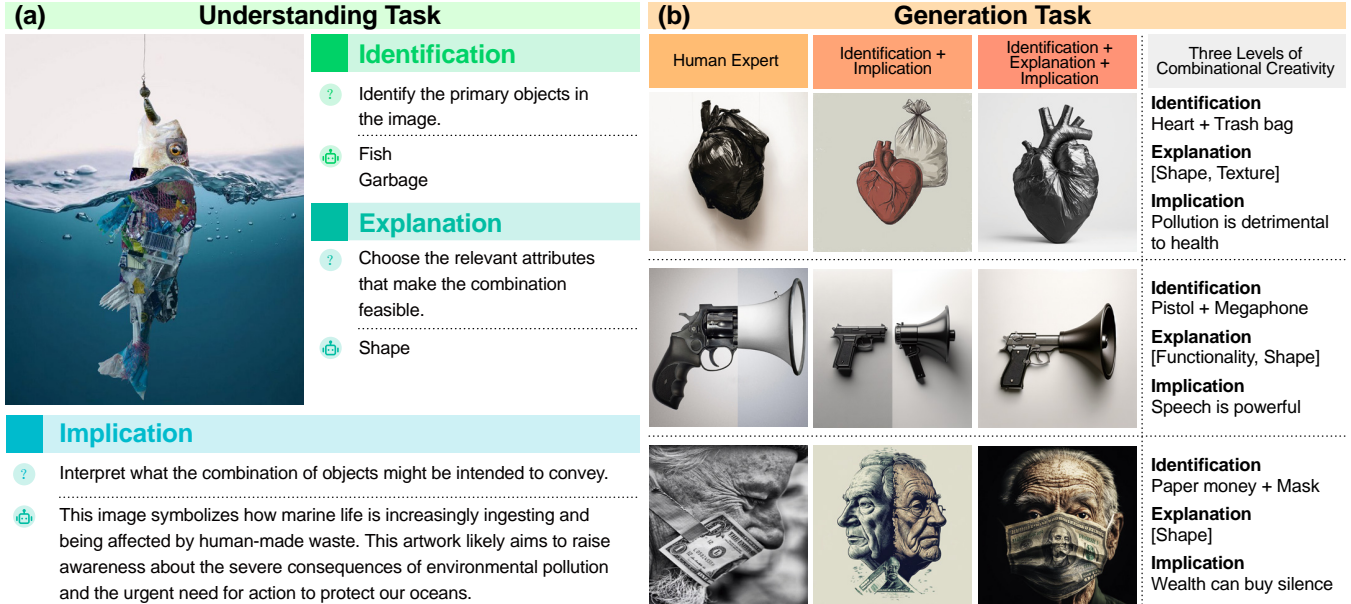 (a) Understanding Task
Identification
? Identify the primary objects in
the image.
Fish
Garbage
Explanation
? Choose the relevant attributes
that make the combination
feasible.
Shape
Implication
? Interpret what the combination of objects might be intended to convey.
This image symbolizes how marine life is increasingly ingesting and
being affected by human-made waste. This artwork likely aims to raise
awareness about the severe consequences of environmental pollution
and the urgent need for action to protect our oceans.
(b) Generation Task
Human Expert
Identification +
Implication
Identification +
Explanation +
Implication
Three Levels of
Combinational Creativity
Identification
Heart + Trash bag
Explanation
[Shape, Texture]
Implication
Pollution is detrimental
to health
Identification
Pistol + Megaphone
Explanation
[Functionality, Shape]
Implication
Speech is powerful
Identification
Paper money + Mask
Explanation
[Shape]
Implication
Wealth can buy silence